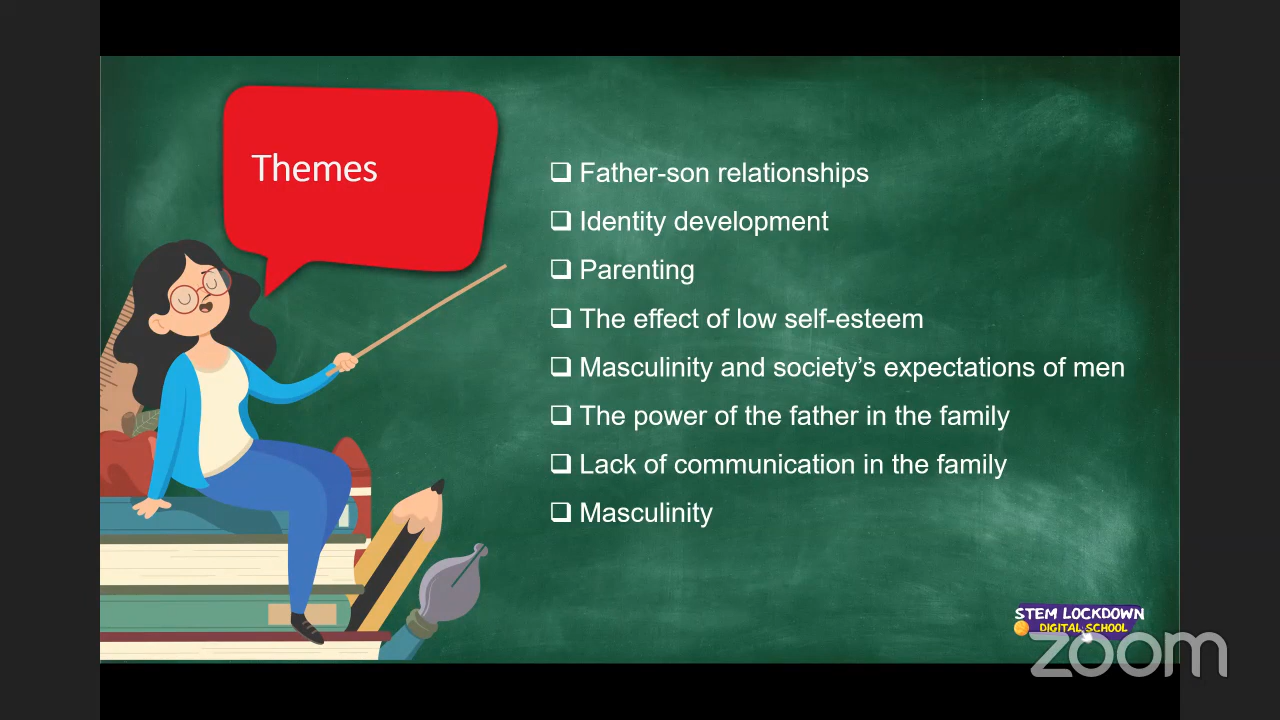 Themes
❑ Father-son relationships
❑ Identity development
❑ Parenting
❑ The effect of low self-esteem
❑ Masculinity and society’s expectations of men
❑ The power of the father in the family
❑ Lack of communication in the family
❑ Masculinity
STEM LOCKDOWN
DIGITAL SCHOOL
zoom